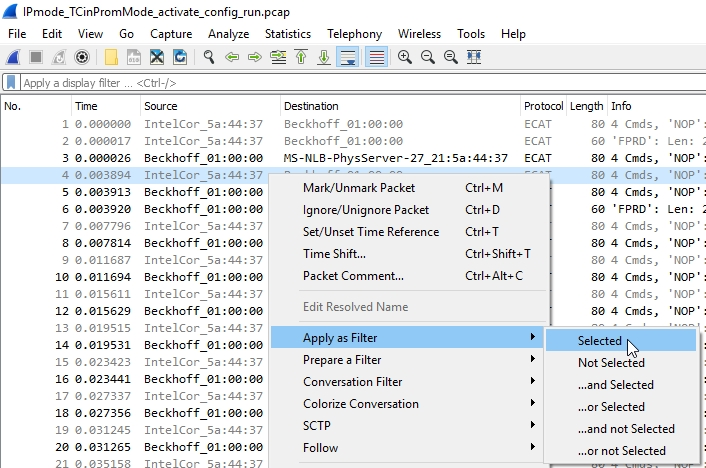 IPmode_TCinPromMode_activate_config_run.pcap
File Edit View Go Capture Analyze Statistics Telephony Wireless Tools Help
Apply a display filter ... <Ctrl-/>
No. Time Source Destination Protocol Length Info
1 0.000000 IntelCor_5a:44:37 Beckhoff_01:00:00 ECAT 80 4 Cmds, 'NOP':
2 0.000017 IntelCor_5a:44:37 Beckhoff_01:00:00 ECAT 60 'FPRD': Len: 2
3 0.000026 Beckhoff_01:00:00 MS-NLB-PhysServer-27_21:5a:44:37 ECAT 80 4 Cmds, 'NOP':
4 0.003894 IntelCor_5a:44:37 Beckhoff_01:00:00 ECAT 80 4 Cmds, 'NOP':
5 0.003913 Beckhoff_01:00:00 80 4 Cmds, 'NOP':
6 0.003920 Beckhoff_01:00:00 60 'FPRD': Len: 2
7 0.007796 IntelCor_5a:44:37 80 4 Cmds, 'NOP':
8 0.007814 Beckhoff_01:00:00 80 4 Cmds, 'NOP':
9 0.011687 IntelCor_5a:44:37 80 4 Cmds, 'NOP':
10 0.011694 Beckhoff_01:00:00 80 4 Cmds, 'NOP':
11 0.015611 IntelCor_5a:44:37 80 4 Cmds, 'NOP':
12 0.015629 Beckhoff_01:00:00 80 4 Cmds, 'NOP':
13 0.019515 IntelCor_5a:44:37 80 4 Cmds, 'NOP':
14 0.019531 Beckhoff_01:00:00
15 0.023423 IntelCor_5a:44:37
16 0.023441 Beckhoff_01:00:00
17 0.027337 IntelCor_5a:44:37
18 0.027356 Beckhoff_01:00:00
19 0.031245 IntelCor_5a:44:37
20 0.031265 Beckhoff_01:00:00
21 0.035158 IntelCor_5a:44:37
Mark/Unmark Packet Ctrl+M
Ignore/Unignore Packet Ctrl+D
Set/Unset Time Reference Ctrl+T
Time Shift... Ctrl+Shift+T
Packet Comment... Ctrl+Alt+C
Edit Resolved Name
Apply as Filter
Prepare a Filter
Conversation Filter
Colorize Conversation
SCTP
Follow
Selected
Not Selected
...and Selected
...or Selected
...and not Selected
...or not Selected